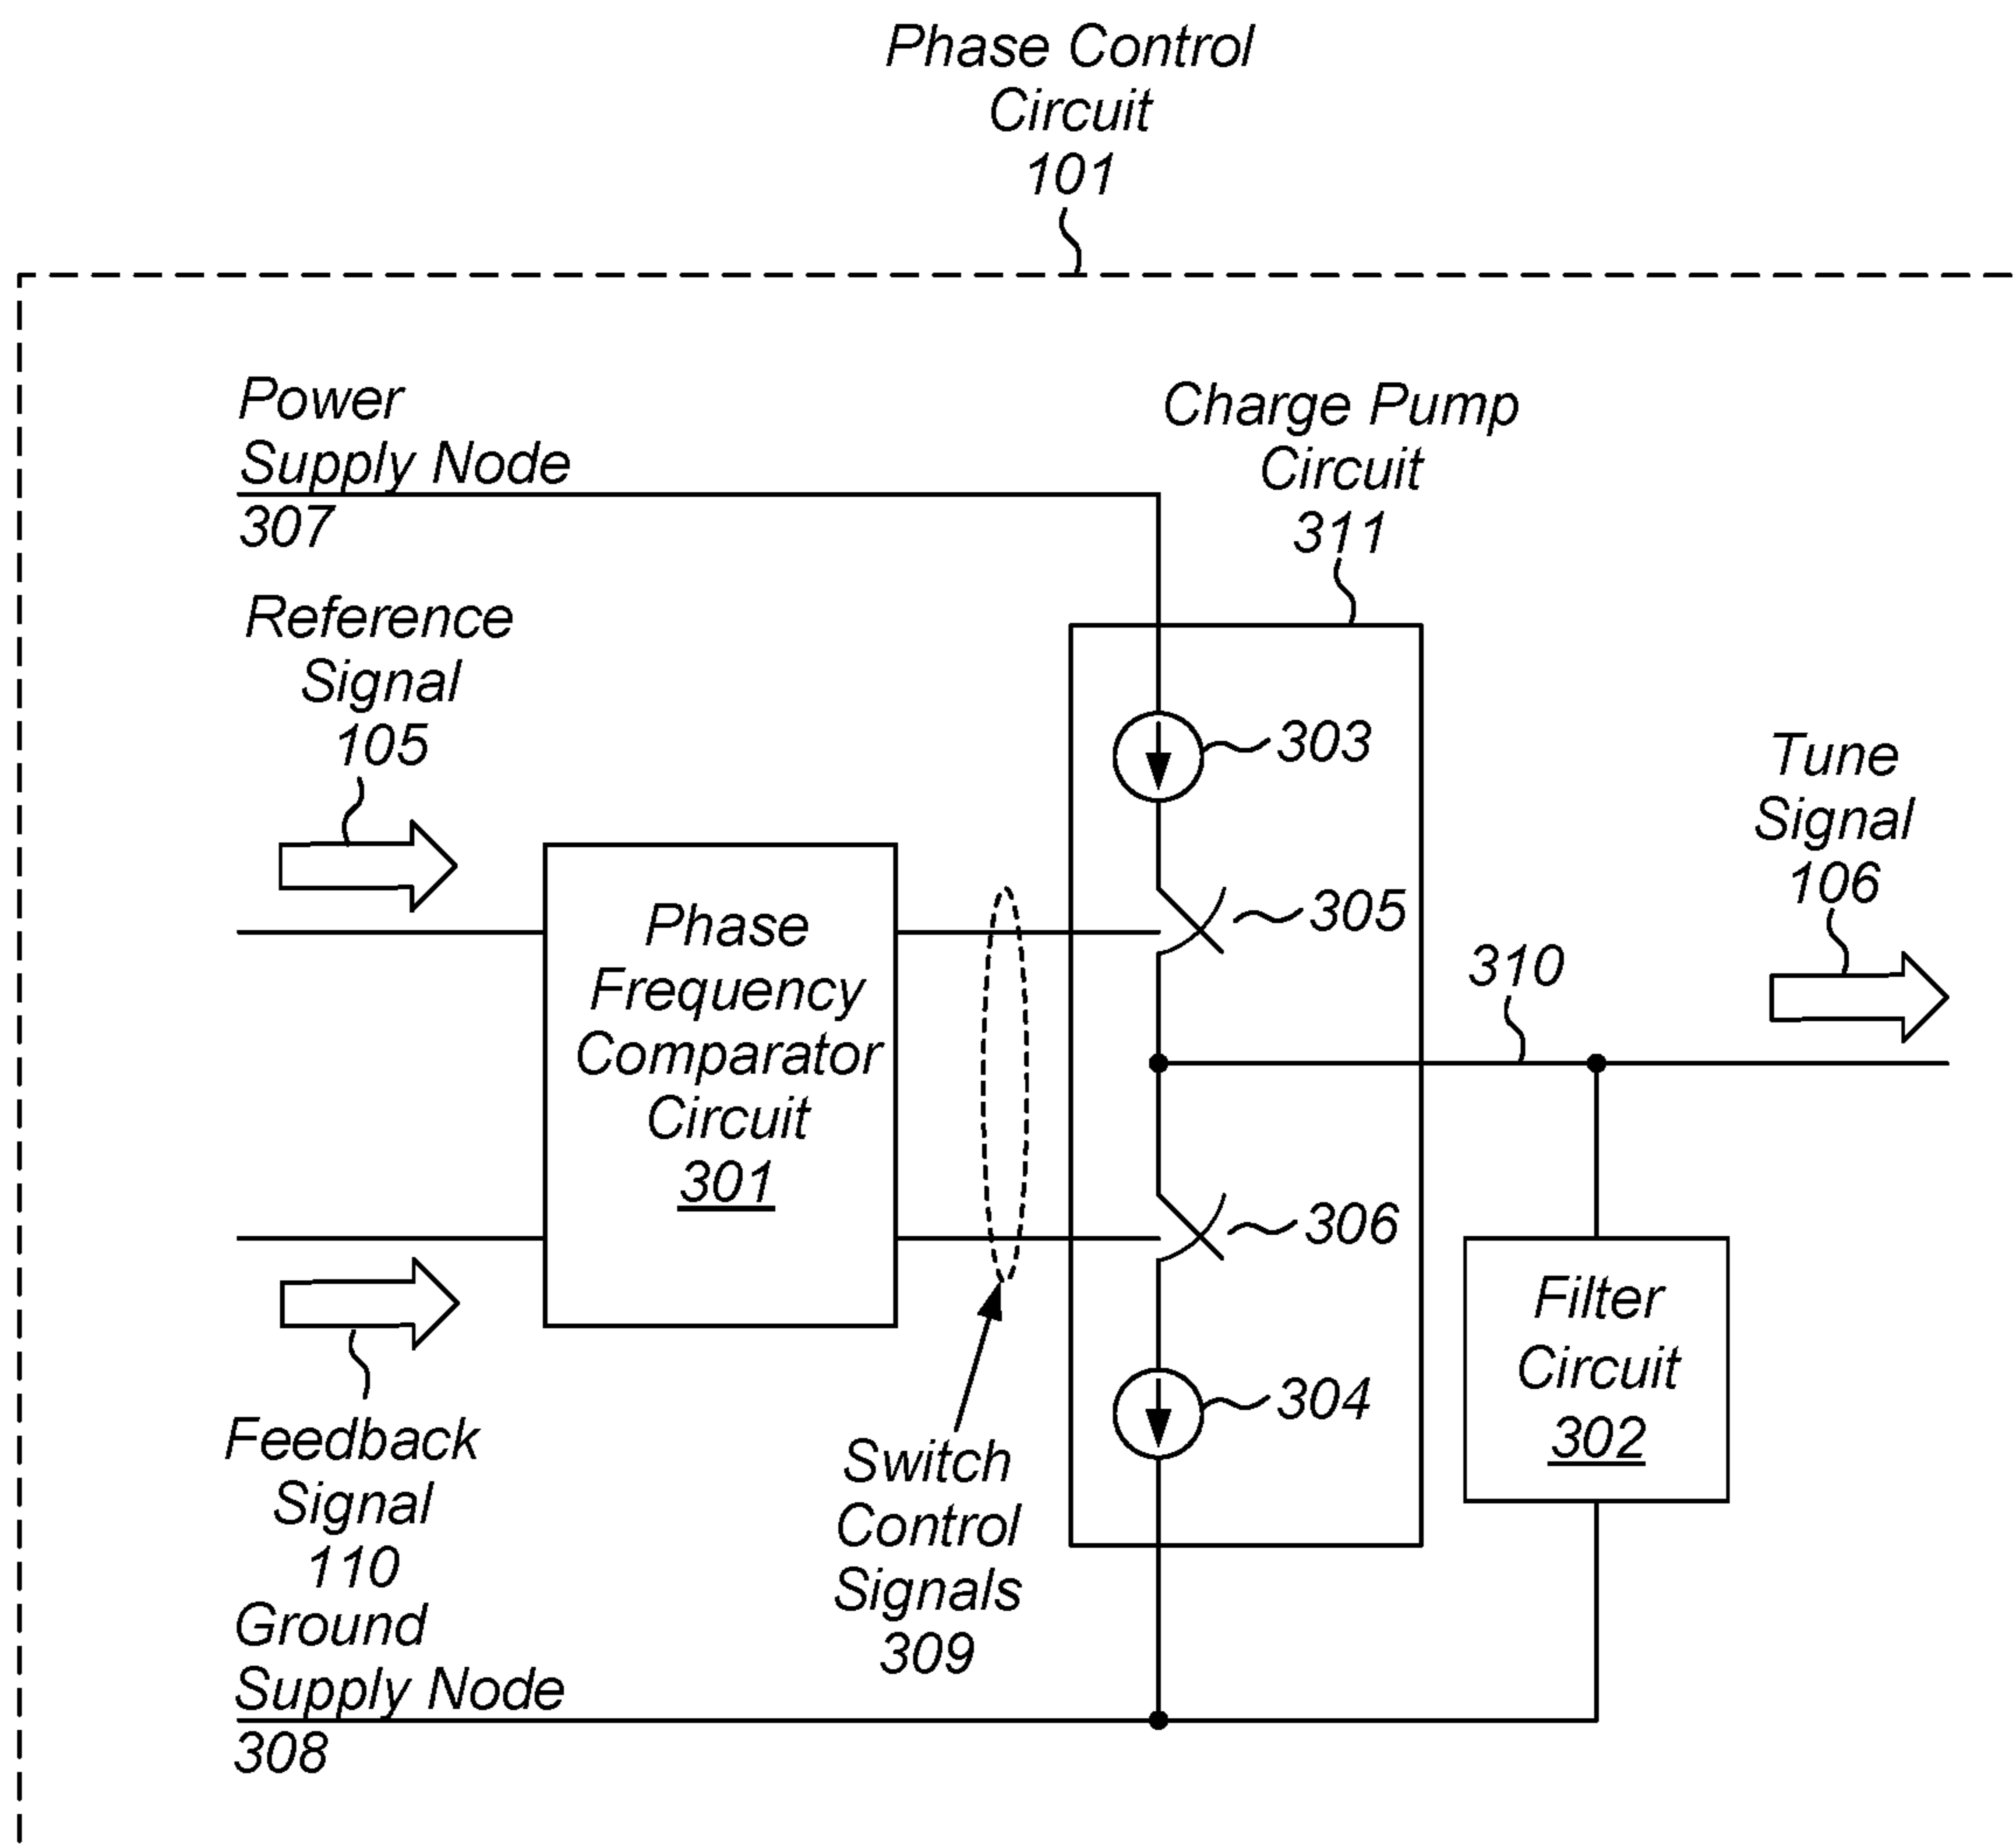 Phase Control
Circuit
101
Power
Supply Node
307
Charge Pump
Circuit
311
Reference
Signal
105
303
Tune
Signal
106
305
310
Phase
Frequency
Comparator
Circuit
301
306
Filter
Circuit
302
304
Feedback
Signal
110
Switch
Control
Signals
309
Ground
Supply Node
308